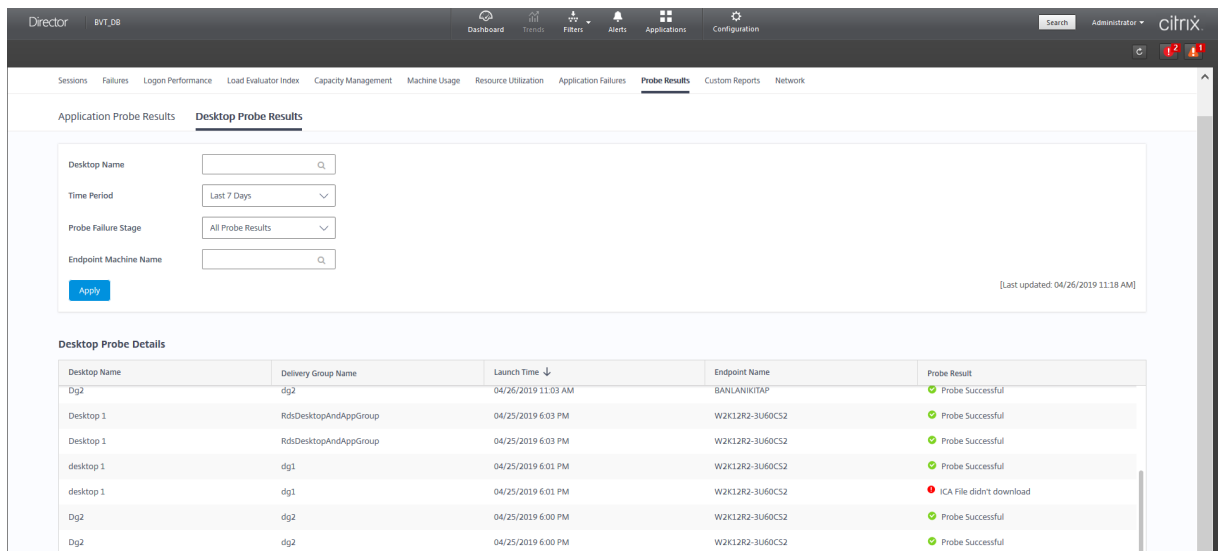 Director BVT_DB Dashboard Trends Filters Alerts Applications Configuration Search Administrator citrix
2 1
Sessions Failures Logon Performance Load Evaluator Index Capacity Management Machine Usage Resource Utilization Application Failures Probe Results Custom Reports Network
Application Probe Results Desktop Probe Results
Desktop Name
Time Period Last 7 Days
Probe Failure Stage All Probe Results
Endpoint Machine Name
Apply [Last updated: 04/26/2019 11:18 AM]
Desktop Probe Details
Desktop Name Delivery Group Name Launch Time Endpoint Name Probe Result
Dg2 dg2 04/26/2019 11:03 AM BANLANIKITAP Probe Successful
Desktop 1 RdsDesktopAndAppGroup 04/25/2019 6:03 PM W2K12R2-3U60CS2 Probe Successful
Desktop 1 RdsDesktopAndAppGroup 04/25/2019 6:03 PM W2K12R2-3U60CS2 Probe Successful
desktop 1 dg1 04/25/2019 6:01 PM W2K12R2-3U60CS2 Probe Successful
desktop 1 dg1 04/25/2019 6:01 PM W2K12R2-3U60CS2 ICA File didn't download
Dg2 dg2 04/25/2019 6:00 PM W2K12R2-3U60CS2 Probe Successful
Dg2 dg2 04/25/2019 6:00 PM W2K12R2-3U60CS2 Probe Successful